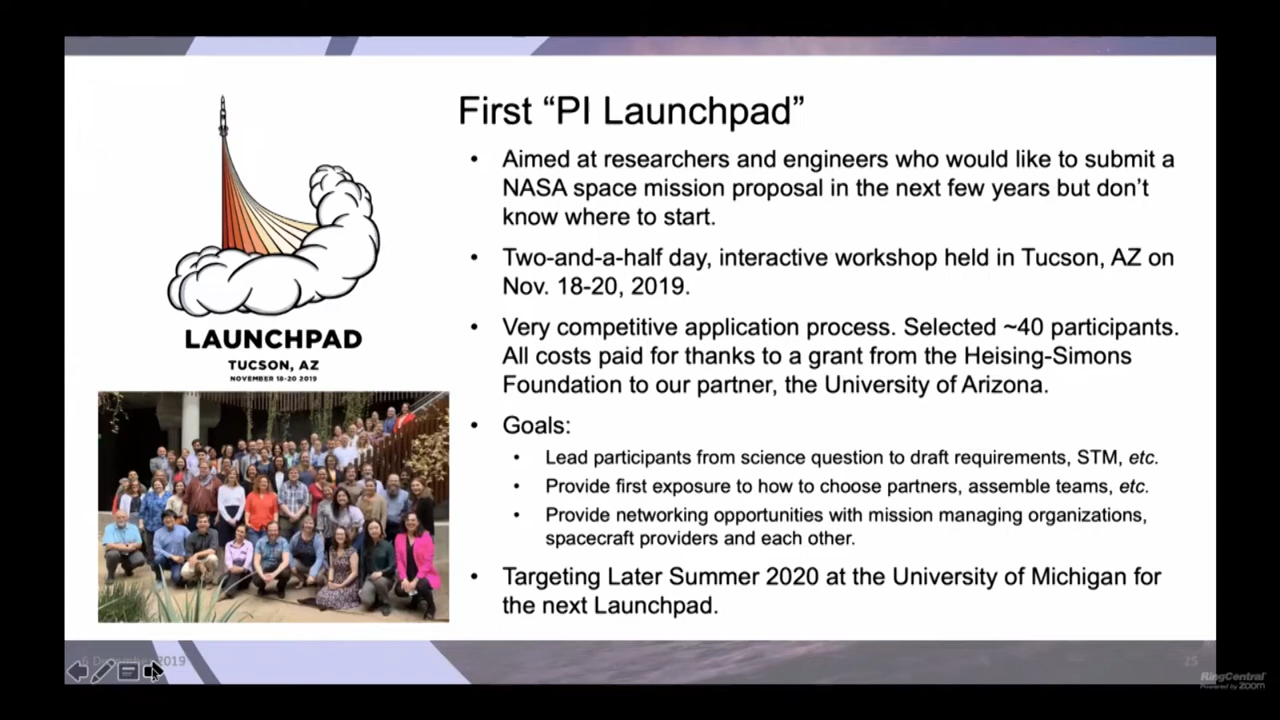 First “PI Launchpad”
• Aimed at researchers and engineers who would like to submit a
NASA space mission proposal in the next few years but don’t
know where to start.
• Two-and-a-half day, interactive workshop held in Tucson, AZ on
Nov. 18-20, 2019.
• Very competitive application process. Selected ~40 participants.
All costs paid for thanks to a grant from the Heising-Simons
Foundation to our partner, the University of Arizona.
• Goals:
• Lead participants from science question to draft requirements, STM, etc.
• Provide first exposure to how to choose partners, assemble teams, etc.
• Provide networking opportunities with mission managing organizations,
spacecraft providers and each other.
• Targeting Later Summer 2020 at the University of Michigan for
the next Launchpad.
LAUNCHPAD
TUCSON, AZ
NOVEMBER 18-20 2019
2019
25
RingCentral
Powered by zoom